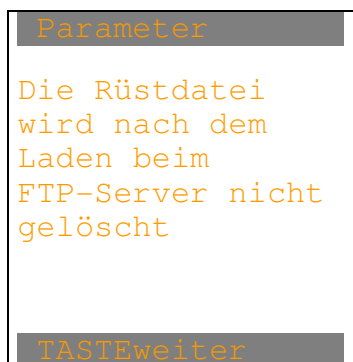 Parameter
Die Rüstdatei
wird nach dem
Laden beim
FTP-Server nicht
gelöscht
TASTEweiter